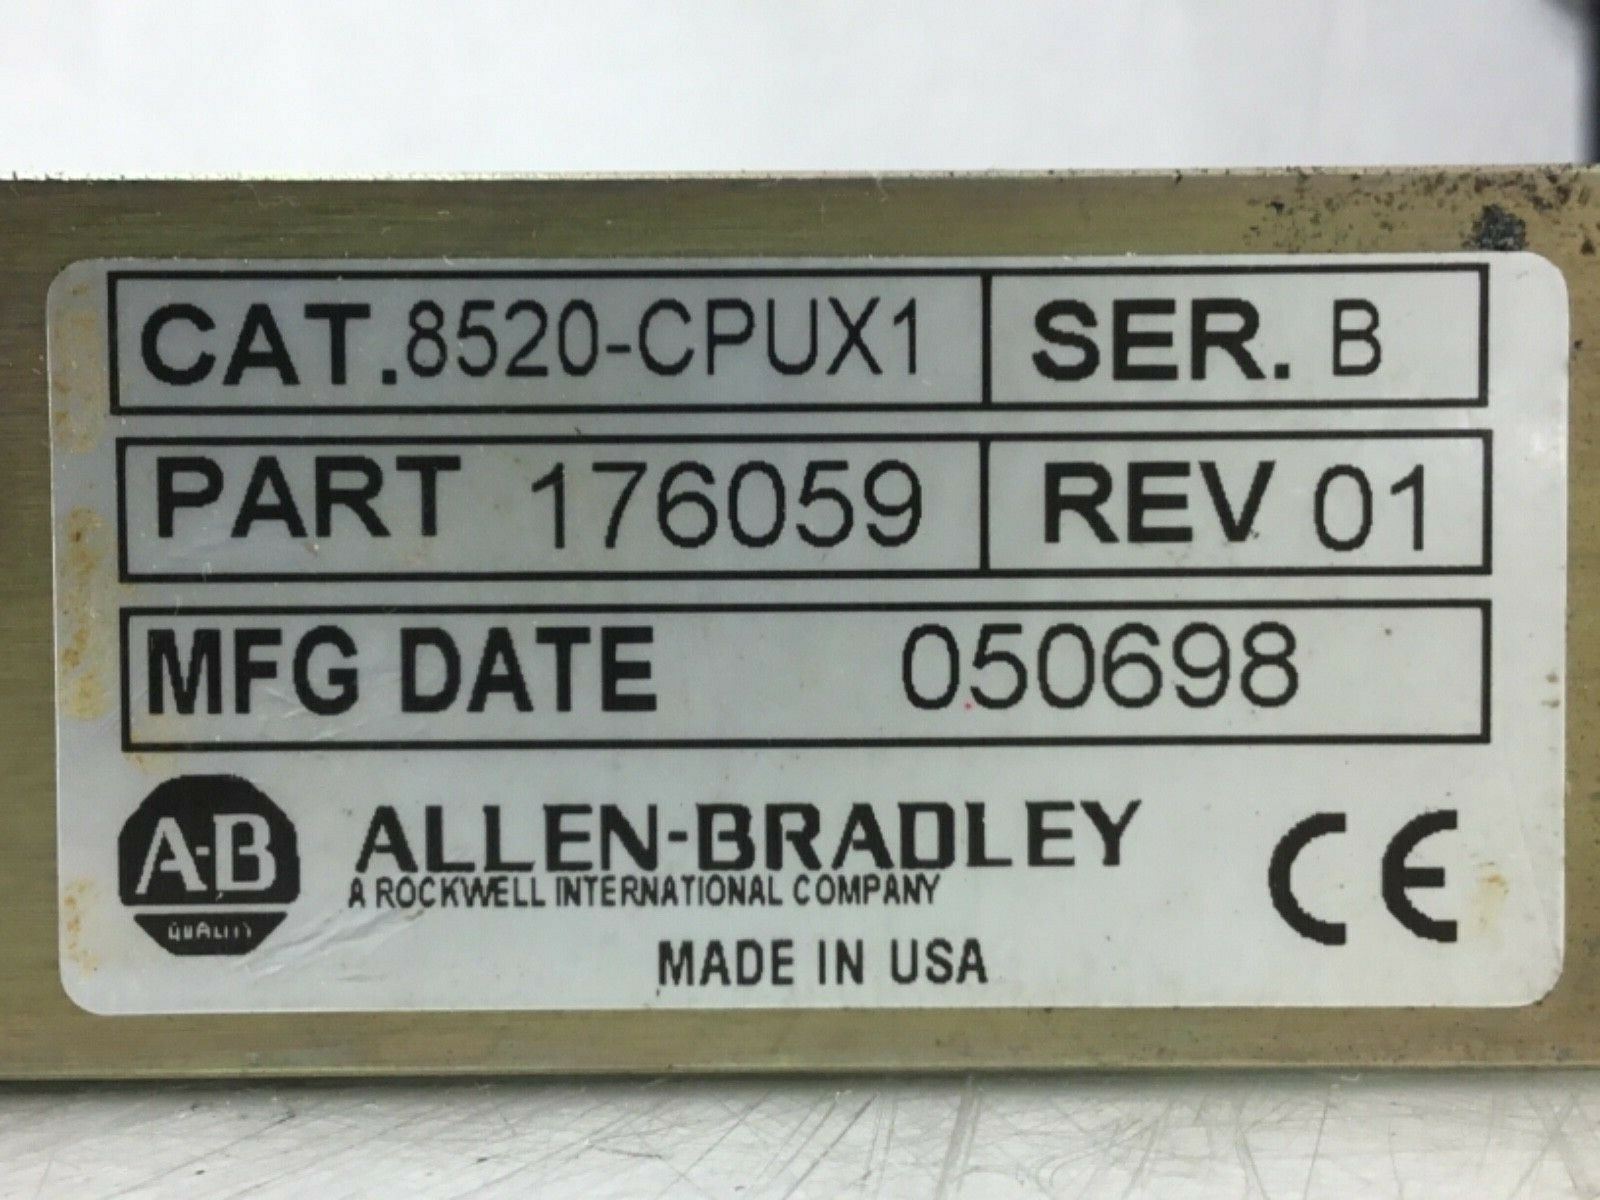 CAT. 8520-CPUX1 SER. B
PART 176059 REV 01
MFG DATE 050698
A-B
QUALITY
ALLEN-BRADLEY
A ROCKWELL INTERNATIONAL COMPANY
CE
MADE IN USA